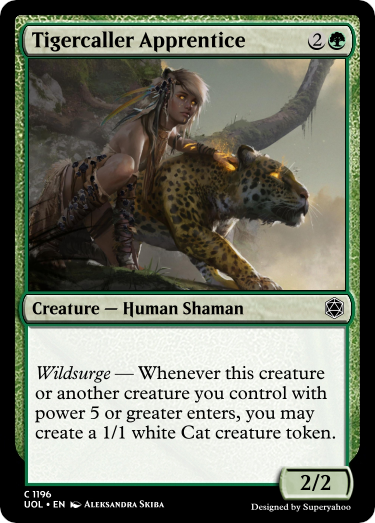 Tigercaller Apprentice 2
Creature — Human Shaman
Wildsurge — Whenever this creature
or another creature you control with
power 5 or greater enters, you may
create a 1/1 white Cat creature token.
2/2
C 1196
UOL • EN Aleksandra Skiba
Designed by Superyahoo